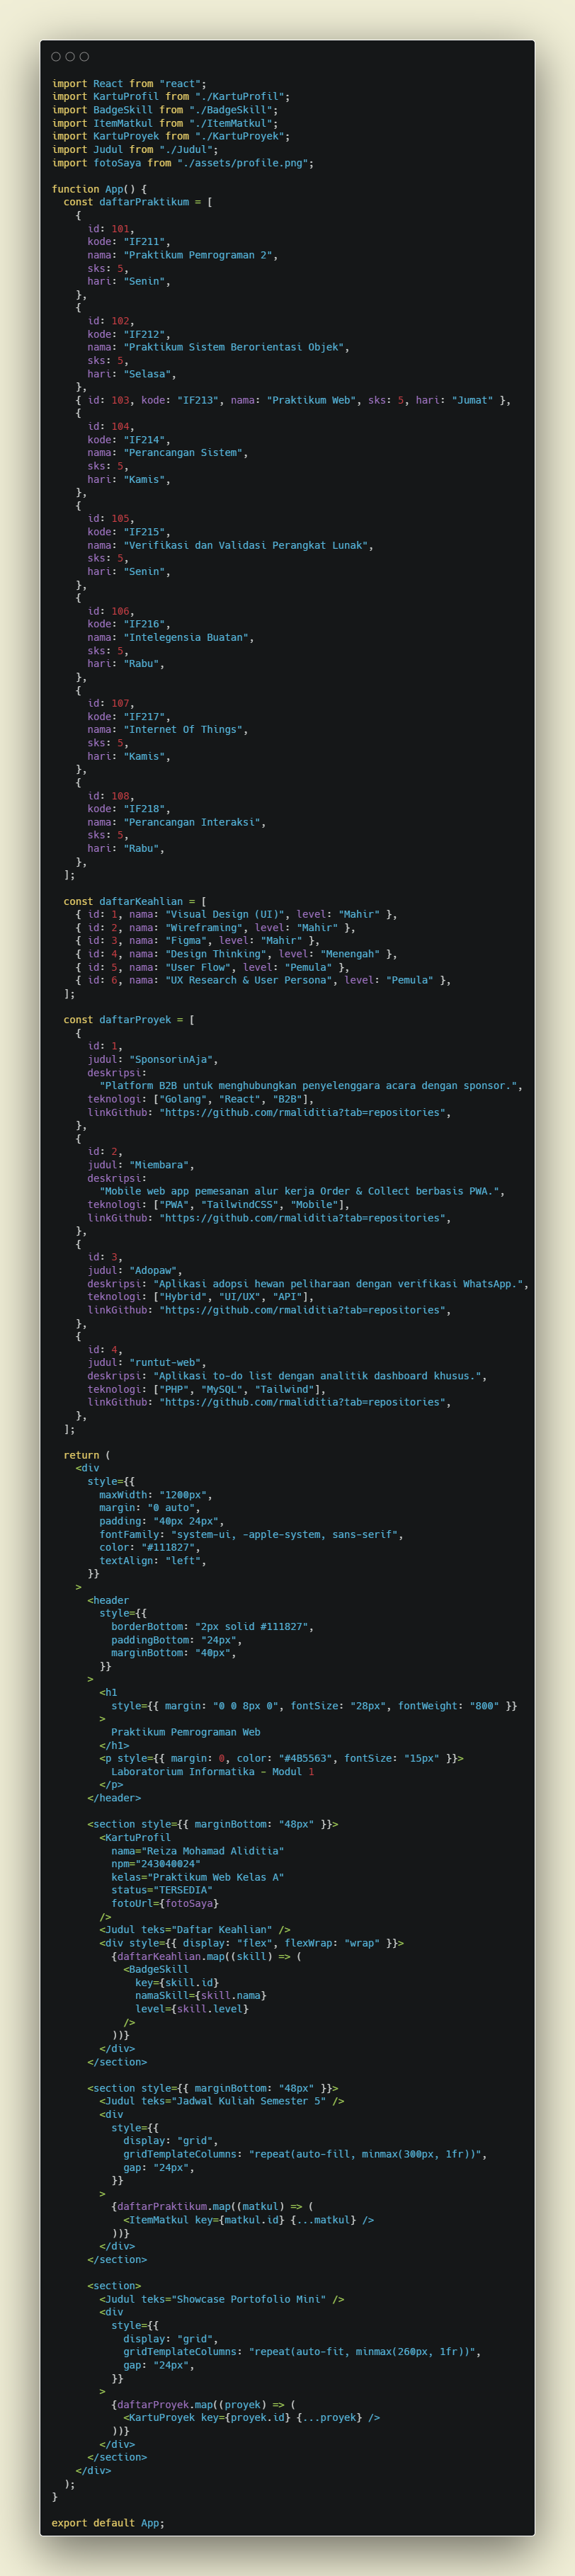 import React from "react";
import KartuProfil from "./KartuProfil";
import BadgeSkill from "./BadgeSkill";
import ItemMatkul from "./ItemMatkul";
import KartuProyek from "./KartuProyek";
import Judul from "./Judul";
import fotoSaya from "./assets/profile.png";

function App() {
  const daftarPraktikum = [
    {
      id: 101,
      kode: "IF211",
      nama: "Praktikum Pemrograman 2",
      sks: 5,
      hari: "Senin",
    },
    {
      id: 102,
      kode: "IF212",
      nama: "Praktikum Sistem Berorientasi Objek",
      sks: 5,
      hari: "Selasa",
    },
    { id: 103, kode: "IF213", nama: "Praktikum Web", sks: 5, hari: "Jumat" },
    {
      id: 104,
      kode: "IF214",
      nama: "Perancangan Sistem",
      sks: 5,
      hari: "Kamis",
    },
    {
      id: 105,
      kode: "IF215",
      nama: "Verifikasi dan Validasi Perangkat Lunak",
      sks: 5,
      hari: "Senin",
    },
    {
      id: 106,
      kode: "IF216",
      nama: "Intelegensia Buatan",
      sks: 5,
      hari: "Rabu",
    },
    {
      id: 107,
      kode: "IF217",
      nama: "Internet Of Things",
      sks: 5,
      hari: "Kamis",
    },
    {
      id: 108,
      kode: "IF218",
      nama: "Perancangan Interaksi",
      sks: 5,
      hari: "Rabu",
    },
  ];

  const daftarKeahlian = [
    { id: 1, nama: "Visual Design (UI)", level: "Mahir" },
    { id: 2, nama: "Wireframing", level: "Mahir" },
    { id: 3, nama: "Figma", level: "Mahir" },
    { id: 4, nama: "Design Thinking", level: "Menengah" },
    { id: 5, nama: "User Flow", level: "Pemula" },
    { id: 6, nama: "UX Research & User Persona", level: "Pemula" },
  ];

  const daftarProyek = [
    {
      id: 1,
      judul: "SponsorinAja",
      deskripsi:
        "Platform B2B untuk menghubungkan penyelenggara acara dengan sponsor.",
      teknologi: ["Golang", "React", "B2B"],
      linkGithub: "https://github.com/rmaliditia?tab=repositories",
    },
    {
      id: 2,
      judul: "Miembara",
      deskripsi:
        "Mobile web app pemesanan alur kerja Order & Collect berbasis PWA.",
      teknologi: ["PWA", "TailwindCSS", "Mobile"],
      linkGithub: "https://github.com/rmaliditia?tab=repositories",
    },
    {
      id: 3,
      judul: "Adopaw",
      deskripsi: "Aplikasi adopsi hewan peliharaan dengan verifikasi WhatsApp.",
      teknologi: ["Hybrid", "UI/UX", "API"],
      linkGithub: "https://github.com/rmaliditia?tab=repositories",
    },
    {
      id: 4,
      judul: "runtut-web",
      deskripsi: "Aplikasi to-do list dengan analitik dashboard khusus.",
      teknologi: ["PHP", "MySQL", "Tailwind"],
      linkGithub: "https://github.com/rmaliditia?tab=repositories",
    },
  ];

  return (
    <div
      style={{
        maxWidth: "1200px",
        margin: "0 auto",
        padding: "40px 24px",
        fontFamily: "system-ui, -apple-system, sans-serif",
        color: "#111827",
        textAlign: "left",
      }}
    >
      <header
        style={{
          borderBottom: "2px solid #111827",
          paddingBottom: "24px",
          marginBottom: "40px",
        }}
      >
        <h1
          style={{ margin: "0 0 8px 0", fontSize: "28px", fontWeight: "800" }}
        >
          Praktikum Pemrograman Web
        </h1>
        <p style={{ margin: 0, color: "#4B5563", fontSize: "15px" }}>
          Laboratorium Informatika - Modul 1
        </p>
      </header>

      <section style={{ marginBottom: "48px" }}>
        <KartuProfil
          nama="Reiza Mohamad Aliditia"
          npm="243040024"
          kelas="Praktikum Web Kelas A"
          status="TERSEDIA"
          fotoUrl={fotoSaya}
        />
        <Judul teks="Daftar Keahlian" />
        <div style={{ display: "flex", flexWrap: "wrap" }}>
          {daftarKeahlian.map((skill) => (
            <BadgeSkill
              key={skill.id}
              namaSkill={skill.nama}
              level={skill.level}
            />
          ))}
        </div>
      </section>

      <section style={{ marginBottom: "48px" }}>
        <Judul teks="Jadwal Kuliah Semester 5" />
        <div
          style={{
            display: "grid",
            gridTemplateColumns: "repeat(auto-fill, minmax(300px, 1fr))",
            gap: "24px",
          }}
        >
          {daftarPraktikum.map((matkul) => (
            <ItemMatkul key={matkul.id} {...matkul} />
          ))}
        </div>
      </section>

      <section>
        <Judul teks="Showcase Portofolio Mini" />
        <div
          style={{
            display: "grid",
            gridTemplateColumns: "repeat(auto-fit, minmax(260px, 1fr))",
            gap: "24px",
          }}
        >
          {daftarProyek.map((proyek) => (
            <KartuProyek key={proyek.id} {...proyek} />
          ))}
        </div>
      </section>
    </div>
  );
}

export default App;